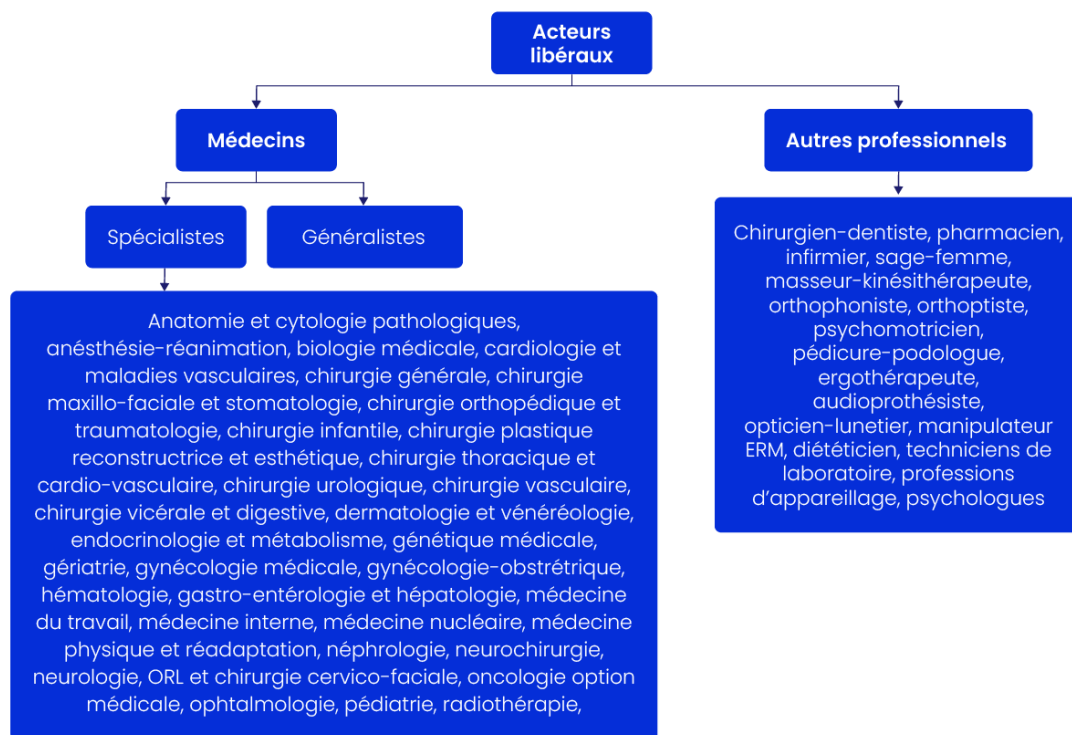 Acteurs
libéraux
Médecins
Autres professionnels
Spécialistes
Généralistes
Chirurgien-dentiste, pharmacien,
infirmier, sage-femme,
masseur-kinésithérapeute,
orthophoniste, orthoptiste,
psychomotricien,
pédicure-podologue,
ergothérapeute,
audioprothésiste,
opticien-lunetier, manipulateur
ERM, diététicien, techniciens de
laboratoire, professions
d’appareillage, psychologues
Anatomie et cytologie pathologiques,
anésthésie-réanimation, biologie médicale, cardiologie et
maladies vasculaires, chirurgie générale, chirurgie
maxillo-faciale et stomatologie, chirurgie orthopédique et
traumatologie, chirurgie infantile, chirurgie plastique
reconstructrice et esthétique, chirurgie thoracique et
cardio-vasculaire, chirurgie urologique, chirurgie vasculaire,
chirurgie vicérale et digestive, dermatologie et vénéréologie,
endocrinologie et métabolisme, génétique médicale,
gériatrie, gynécologie médicale, gynécologie-obstrétrique,
hématologie, gastro-entérologie et hépatologie, médecine
du travail, médecine interne, médecine nucléaire, médecine
physique et réadaptation, néphrologie, neurochirurgie,
neurologie, ORL et chirurgie cervico-faciale, oncologie option
médicale, ophtalmologie, pédiatrie, radiothérapie,